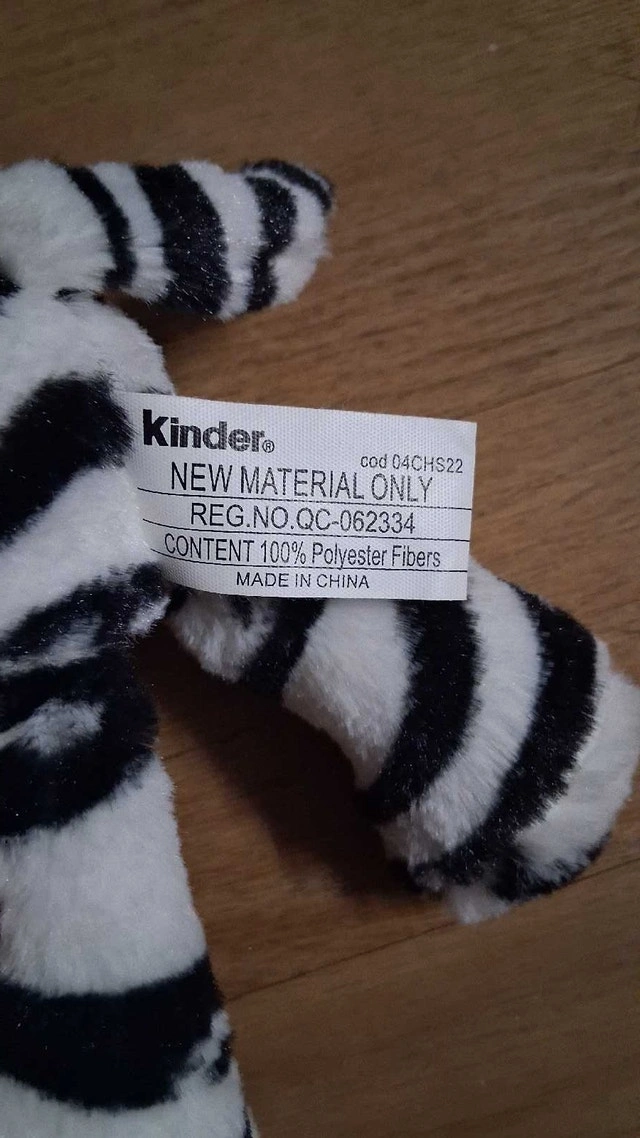 Kinder®
cod 04CHS22
NEW MATERIAL ONLY
REG.NO.QC-062334
CONTENT 100% Polyester Fibers
MADE IN CHINA